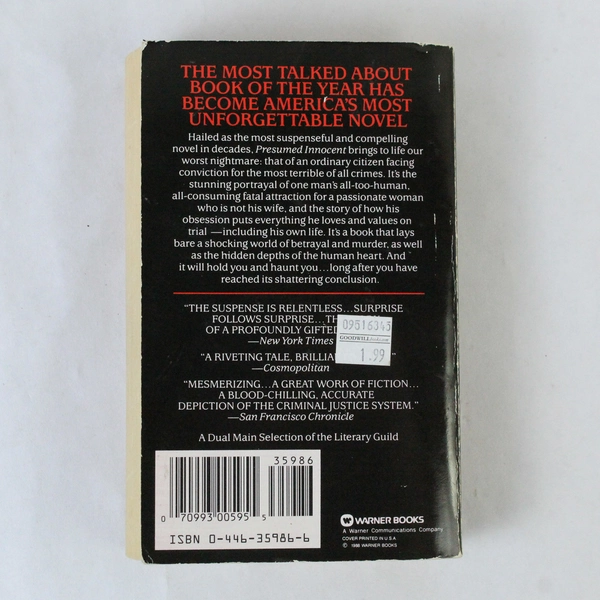 THE MOST TALKED ABOUT
BOOK OF THE YEAR HAS
BECOME AMERICA'S MOST
UNFORGETTABLE NOVEL
Hailed as the most suspenseful and compelling
novel in decades, Presumed Innocent brings to life our
worst nightmare: that of an ordinary citizen facing
conviction for the most terrible of all crimes. It's the
stunning portrayal of one man's all-too-human,
all-consuming fatal attraction for a passionate woman
who is not his wife, and the story of how his
obsession puts everything he loves and values on
trial —including his own life. It's a book that lays
bare a shocking world of betrayal and murder, as well
as the hidden depths of the human heart. And
it will hold you and haunt you...long after you have
reached its shattering conclusion.
"THE SUSPENSE IS RELENTLESS...SURPRISE
FOLLOWS SURPRISE...
OF A PROFOUNDLY GIFTED
—New York Times
09516345
GOODWILL
1.99
"A RIVETING TALE,
—Cosmopolitan
"MESMERIZING...A GREAT WORK OF FICTION...
A BLOOD-CHILLING, ACCURATE
DEPICTION OF THE CRIMINAL JUSTICE SYSTEM."
—San Francisco Chronicle
A Dual Main Selection of the Literary Guild
35986
0 70993 00595 5
ISBN 0-446-35986-6
WARNER BOOKS
A Warner Communications Company
COVER PRINTED IN U.S.A
© 1988 WARNER BOOKS